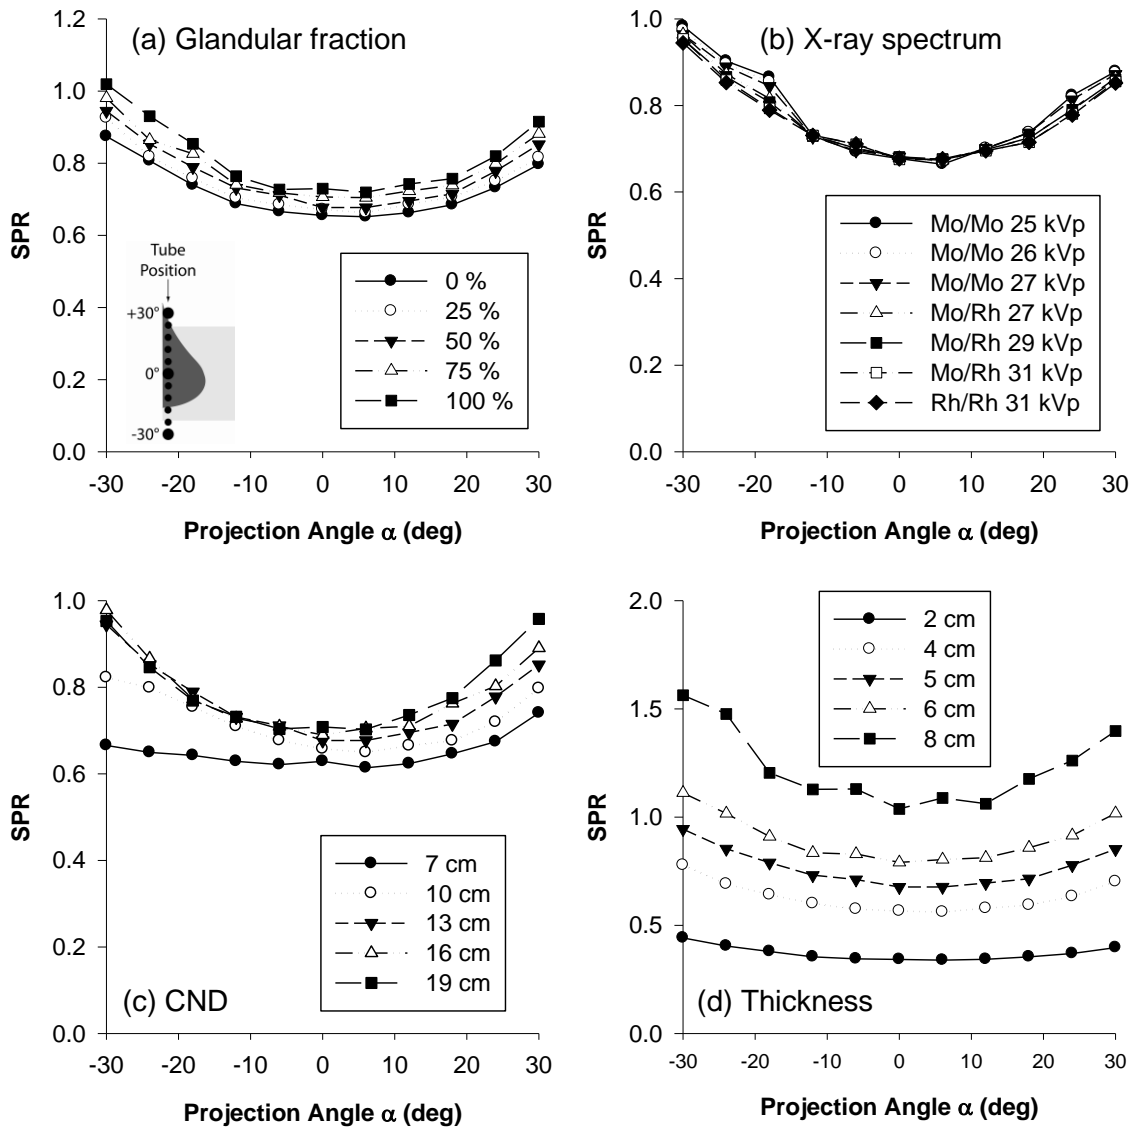 (a) Glandular fraction
1.2
1.0
0.8
0.6
0.4
0.2
0.0
SPR
Tube
Position
+30°
0°
-30°
0 %
25 %
50 %
75 %
100 %
-30 -20 -10 0 10 20 30
Projection Angle α (deg)
(b) X-ray spectrum
1.0
0.8
0.6
0.4
0.2
0.0
SPR
Mo/Mo 25 kVp
Mo/Mo 26 kVp
Mo/Mo 27 kVp
Mo/Rh 27 kVp
Mo/Rh 29 kVp
Mo/Rh 31 kVp
Rh/Rh 31 kVp
-30 -20 -10 0 10 20 30
Projection Angle α (deg)
1.0
0.8
0.6
0.4
0.2
0.0
SPR
7 cm
10 cm
13 cm
16 cm
19 cm
(c) CND
-30 -20 -10 0 10 20 30
Projection Angle α (deg)
2.0
1.5
1.0
0.5
0.0
SPR
2 cm
4 cm
5 cm
6 cm
8 cm
(d) Thickness
-30 -20 -10 0 10 20 30
Projection Angle α (deg)